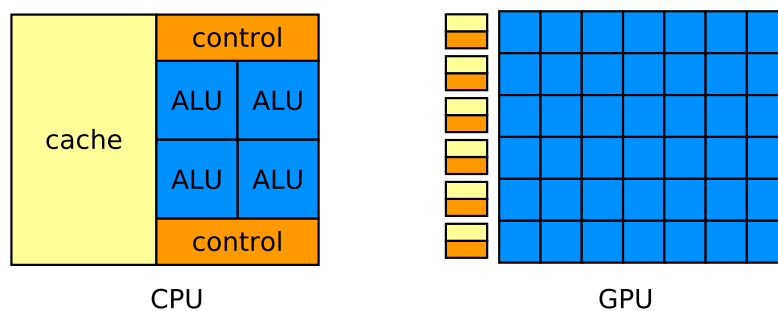 control
ALU ALU
cache
ALU ALU
control
CPU GPU